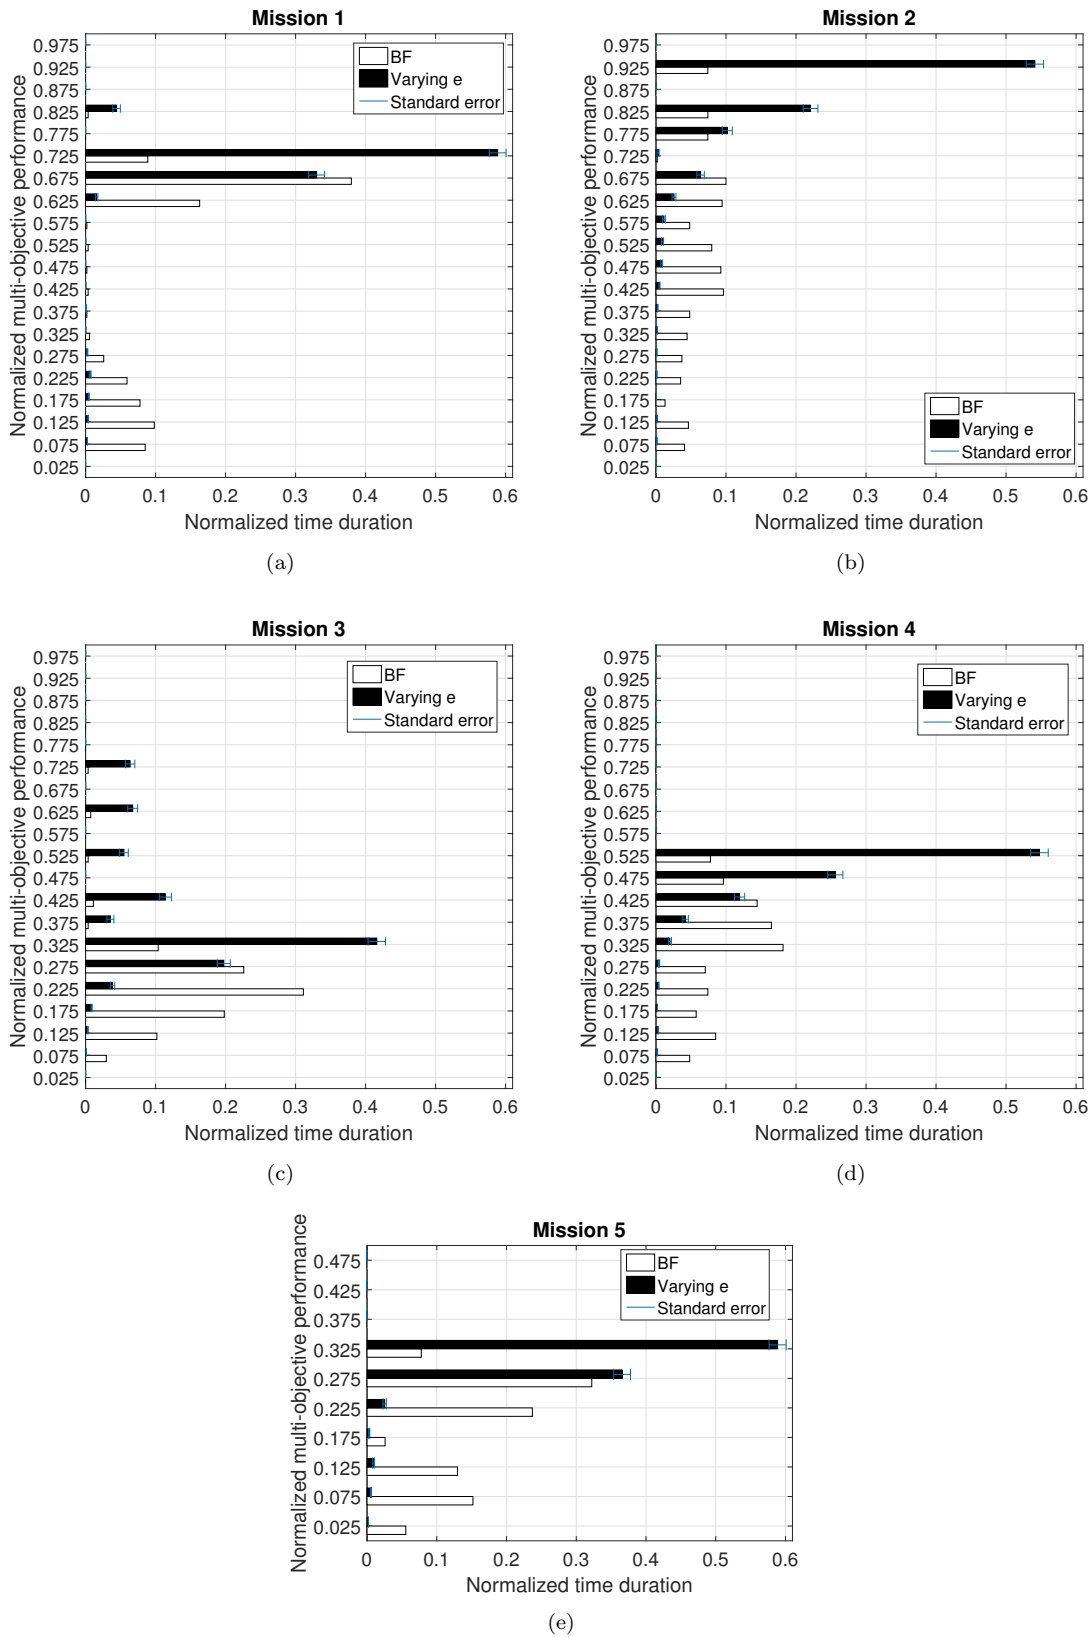 Mission 1
Normalized multi-objective performance
0.975
0.925
0.875
0.825
0.775
0.725
0.675
0.625
0.575
0.525
0.475
0.425
0.375
0.325
0.275
0.225
0.175
0.125
0.075
0.025
BF
Varying e
Standard error
0 0.1 0.2 0.3 0.4 0.5 0.6
Normalized time duration
(a)
Mission 2
Normalized multi-objective performance
0.975
0.925
0.875
0.825
0.775
0.725
0.675
0.625
0.575
0.525
0.475
0.425
0.375
0.325
0.275
0.225
0.175
0.125
0.075
0.025
BF
Varying e
Standard error
0 0.1 0.2 0.3 0.4 0.5 0.6
Normalized time duration
(b)
Mission 3
Normalized multi-objective performance
0.975
0.925
0.875
0.825
0.775
0.725
0.675
0.625
0.575
0.525
0.475
0.425
0.375
0.325
0.275
0.225
0.175
0.125
0.075
0.025
BF
Varying e
Standard error
0 0.1 0.2 0.3 0.4 0.5 0.6
Normalized time duration
(c)
Mission 4
Normalized multi-objective performance
0.975
0.925
0.875
0.825
0.775
0.725
0.675
0.625
0.575
0.525
0.475
0.425
0.375
0.325
0.275
0.225
0.175
0.125
0.075
0.025
BF
Varying e
Standard error
0 0.1 0.2 0.3 0.4 0.5 0.6
Normalized time duration
(d)
Mission 5
Normalized multi-objective performance
0.475
0.425
0.375
0.325
0.275
0.225
0.175
0.125
0.075
0.025
BF
Varying e
Standard error
0 0.1 0.2 0.3 0.4 0.5 0.6
Normalized time duration
(e)